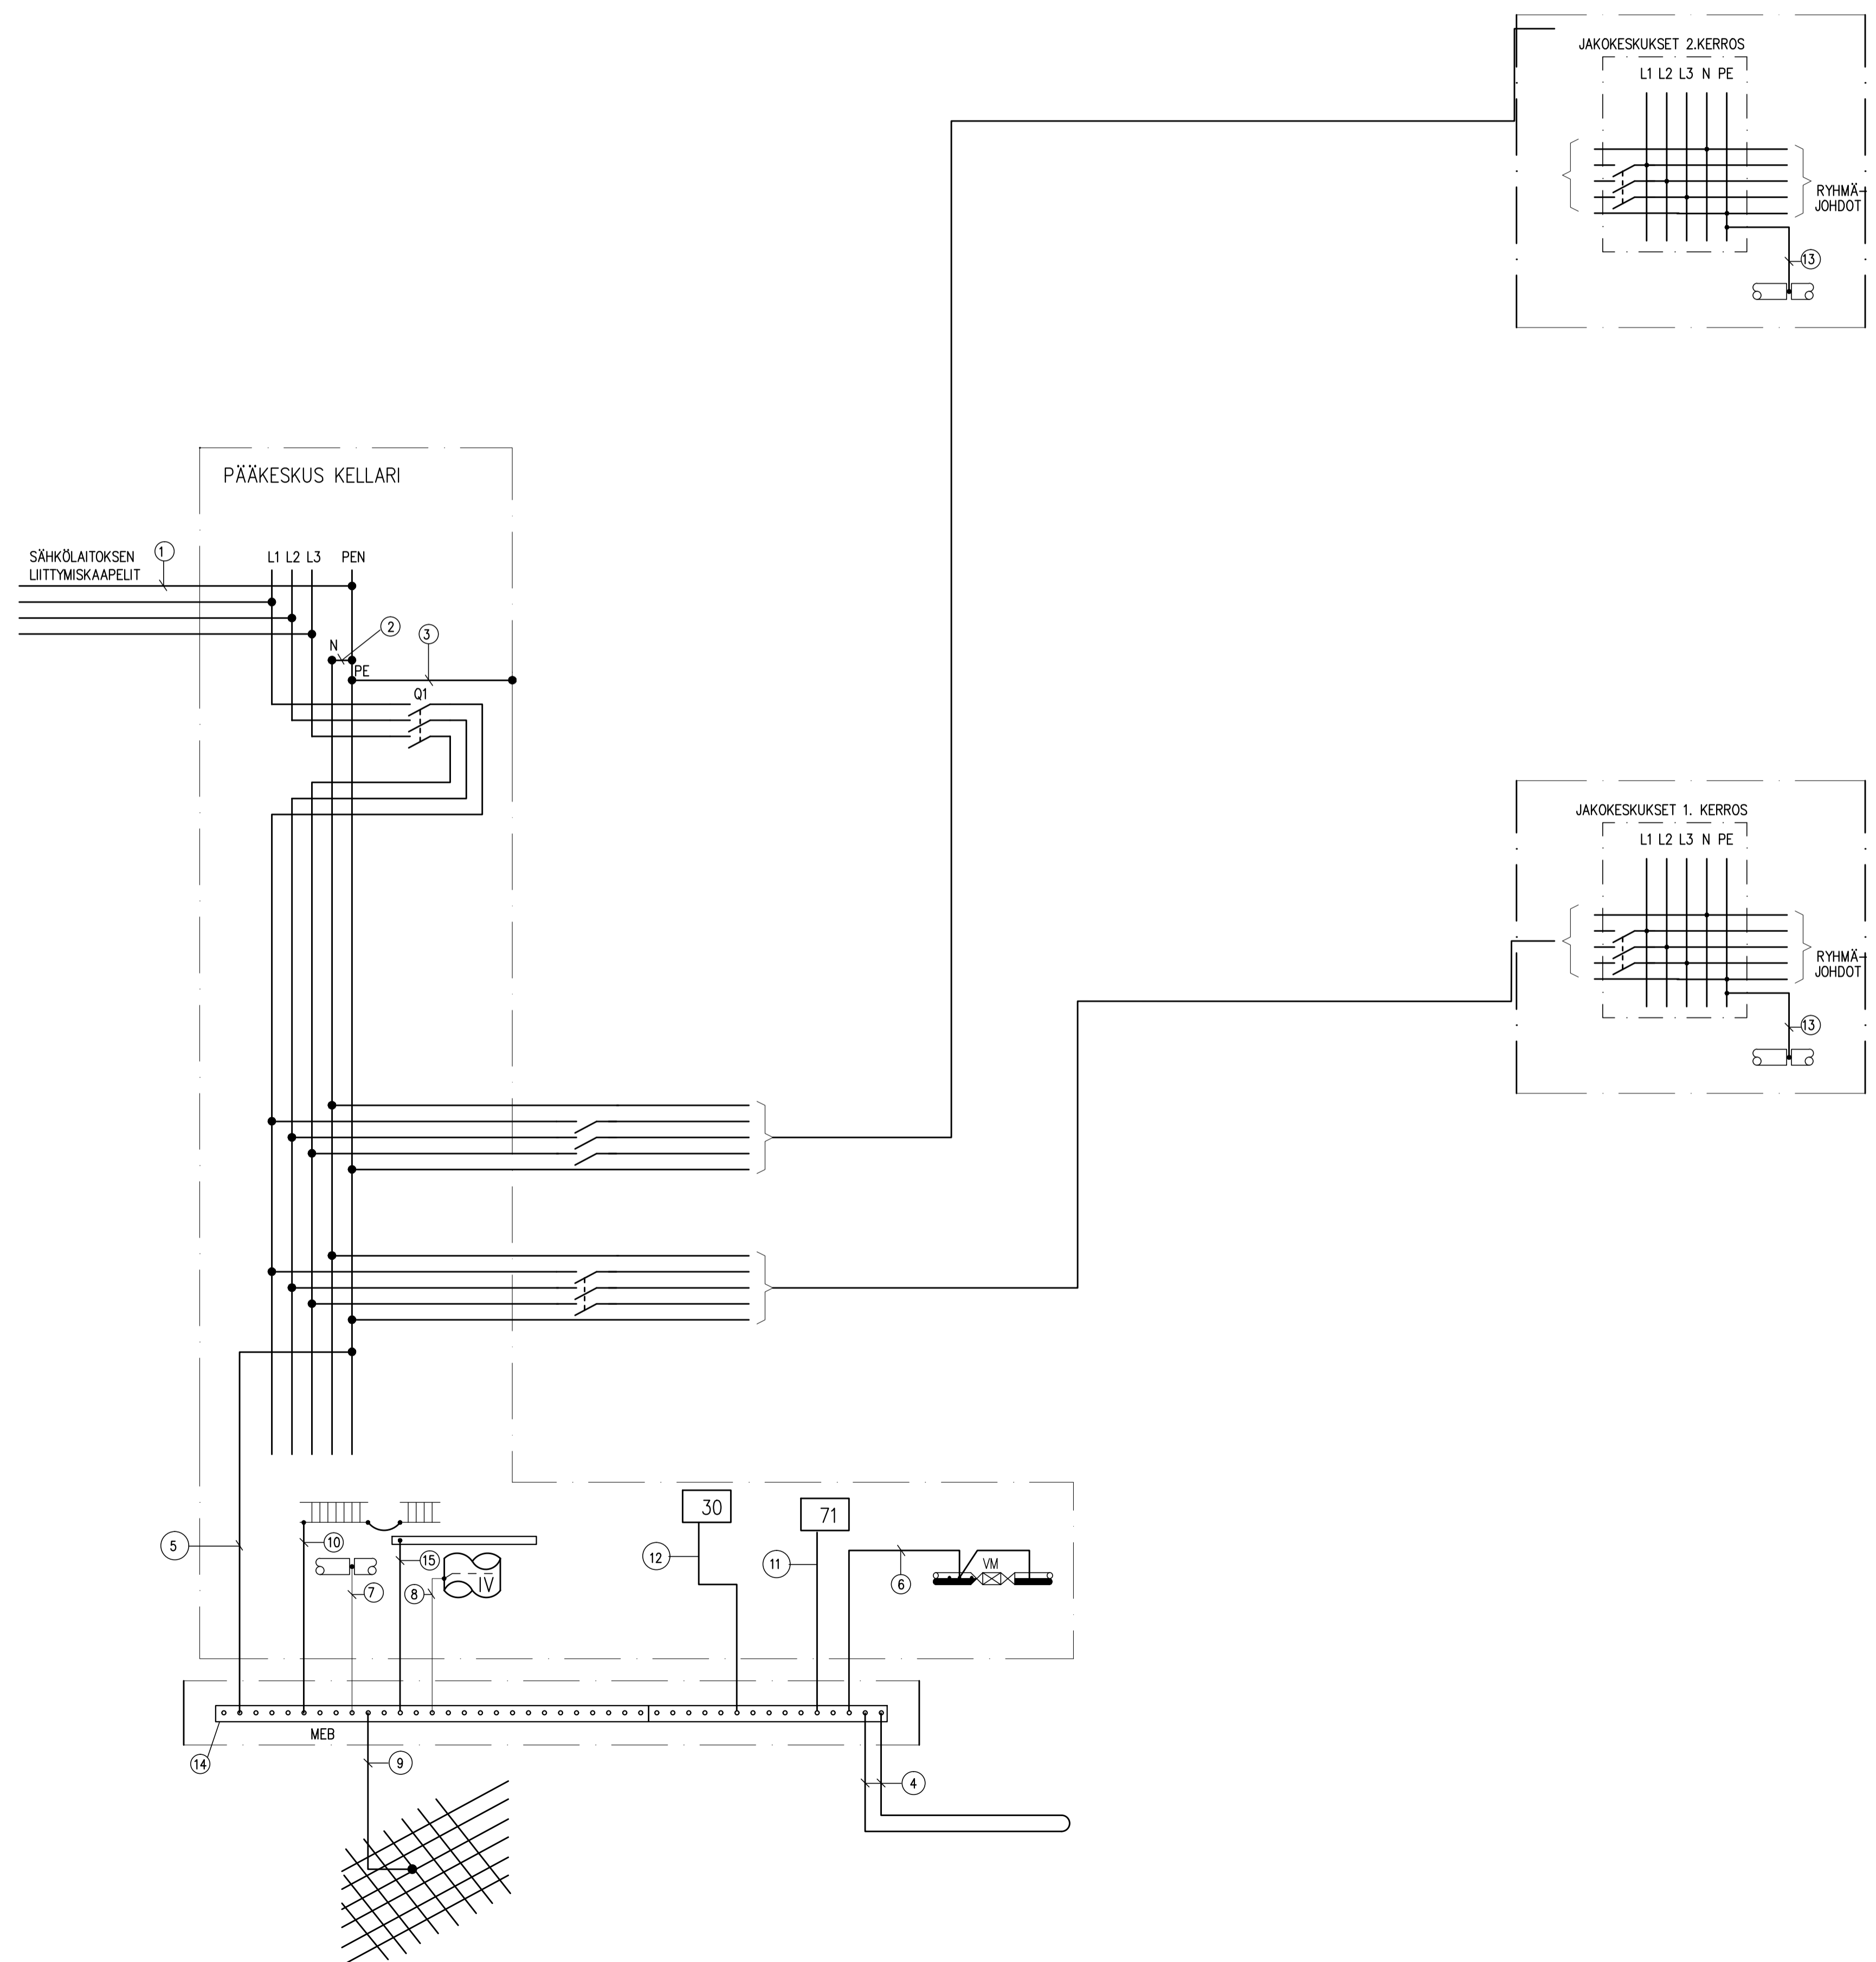 JAKOKESKUKSET 2.KERROS
L1 L2 L3 N PE
RYHMÄ-
JOHDOT
13
PÄÄKESKUS KELLARI
SÄHKÖLAITOKSEN
LIITTYMISKAAPELIT
1
L1 L2 L3 PEN
2
3
N
PE
Q1
JAKOKESKUKSET 1. KERROS
L1 L2 L3 N PE
RYHMÄ-
JOHDOT
13
30
71
5
10
15
12
11
VM
6
7
8
IV
MEB
14
9
4